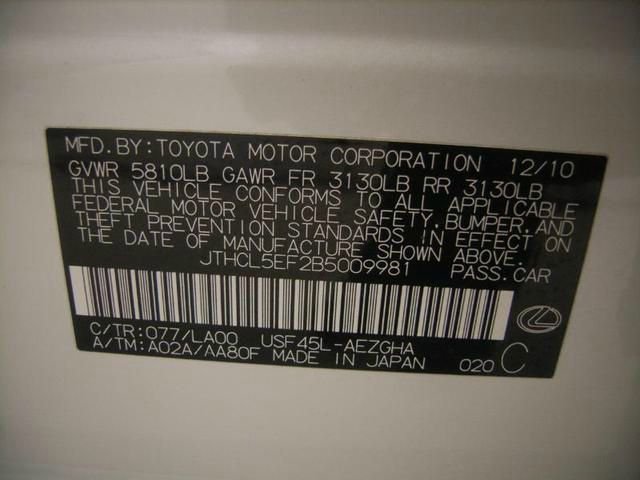 MFD. BY: TOYOTA MOTOR CORPORATION 12/10
GVWR 5810LB GAWR FR 3130LB RR 3130LB
THIS VEHICLE CONFORMS TO ALL APPLICABLE
FEDERAL MOTOR VEHICLE SAFETY, BUMPER, AND
THEFT PREVENTION STANDARDS IN EFFECT ON
THE DATE OF MANUFACTURE SHOWN ABOVE.
JTHCL5EF2B5009981 PASS. CAR
C/TR: 077/LA00 USF45L-AEZGHA
A/TM: A02A/AA80F MADE IN JAPAN 020 C